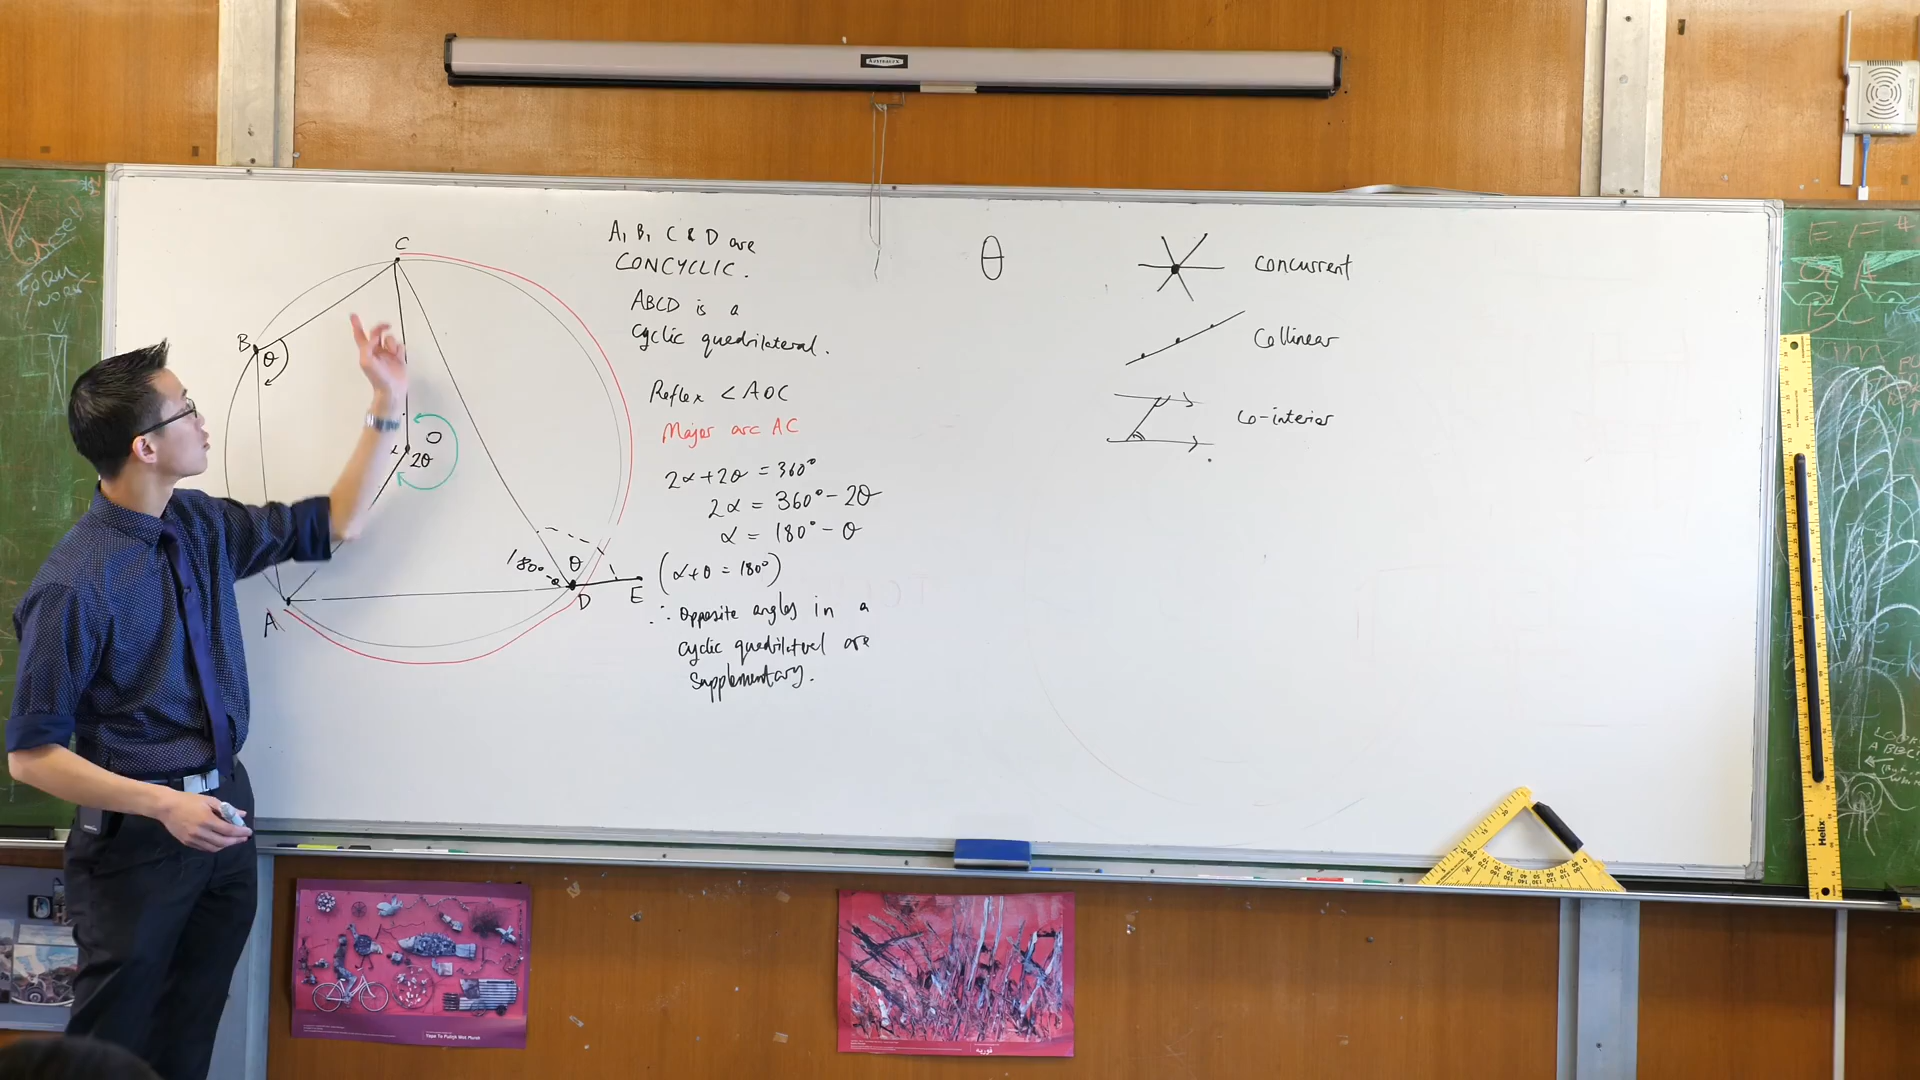 C
B
θ
O
2θ
180°
θ
A
D
E
A, B, C & D are
CONCYCLIC.
ABCD is a
cyclic quadrilateral.
Reflex <AOC
Major arc AC
2α+2θ = 360°
2α = 360° - 2θ
α = 180° - θ
(α+θ = 180°)
∴ Opposite angles in a
cyclic quadrilateral are
supplementary.
θ
concurrent
Collinear
Co-interior
FORM
Helix